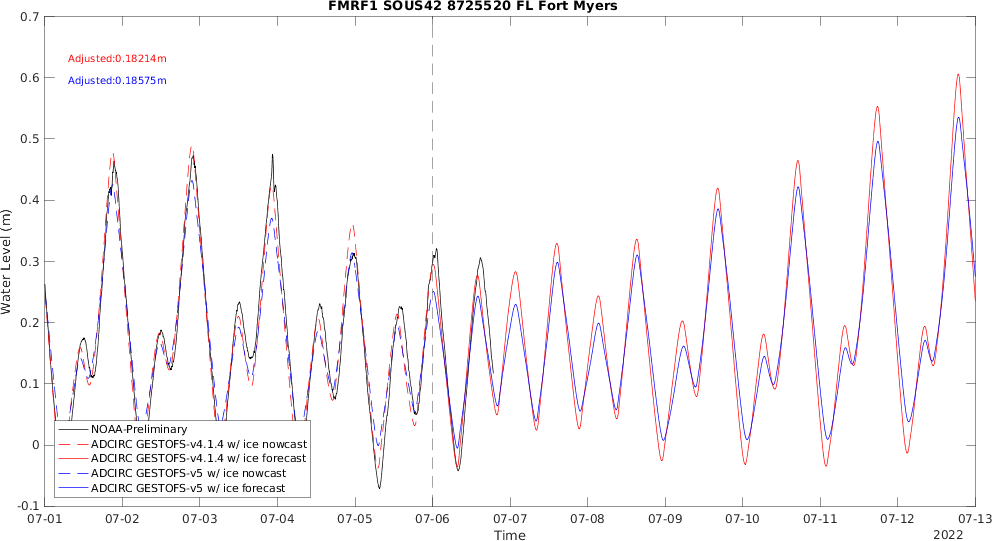 FMRF1 SOUS42 8725520 FL Fort Myers
0.7
0.6
0.5
0.4
0.3
0.2
0.1
0
-0.1
Water Level (m)
Adjusted:0.18214m
Adjusted:0.18575m
NOAA-Preliminary
ADCIRC GESTOFS-v4.1.4 w/ ice nowcast
ADCIRC GESTOFS-v4.1.4 w/ ice forecast
ADCIRC GESTOFS-v5 w/ ice nowcast
ADCIRC GESTOFS-v5 w/ ice forecast
07-01 07-02 07-03 07-04 07-05 07-06 07-07 07-08 07-09 07-10 07-11 07-12 07-13
Time
2022